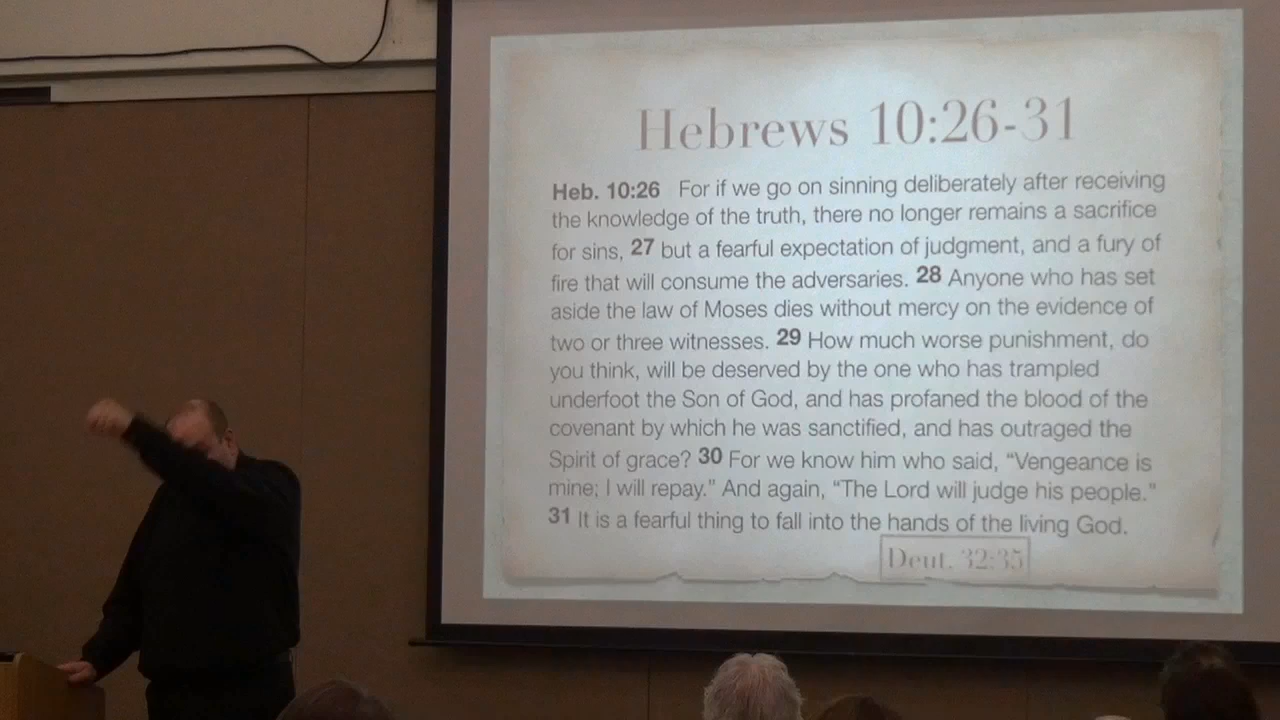 Hebrews 10:26-31
Heb. 10:26 For if we go on sinning deliberately after receiving
the knowledge of the truth, there no longer remains a sacrifice
for sins, 27 but a fearful expectation of judgment, and a fury of
fire that will consume the adversaries. 28 Anyone who has set
aside the law of Moses dies without mercy on the evidence of
two or three witnesses. 29 How much worse punishment, do
you think, will be deserved by the one who has trampled
underfoot the Son of God, and has profaned the blood of the
covenant by which he was sanctified, and has outraged the
Spirit of grace? 30 For we know him who said, “Vengeance is
mine; I will repay.” And again, “The Lord will judge his people.”
31 It is a fearful thing to fall into the hands of the living God.
Deut. 32:35